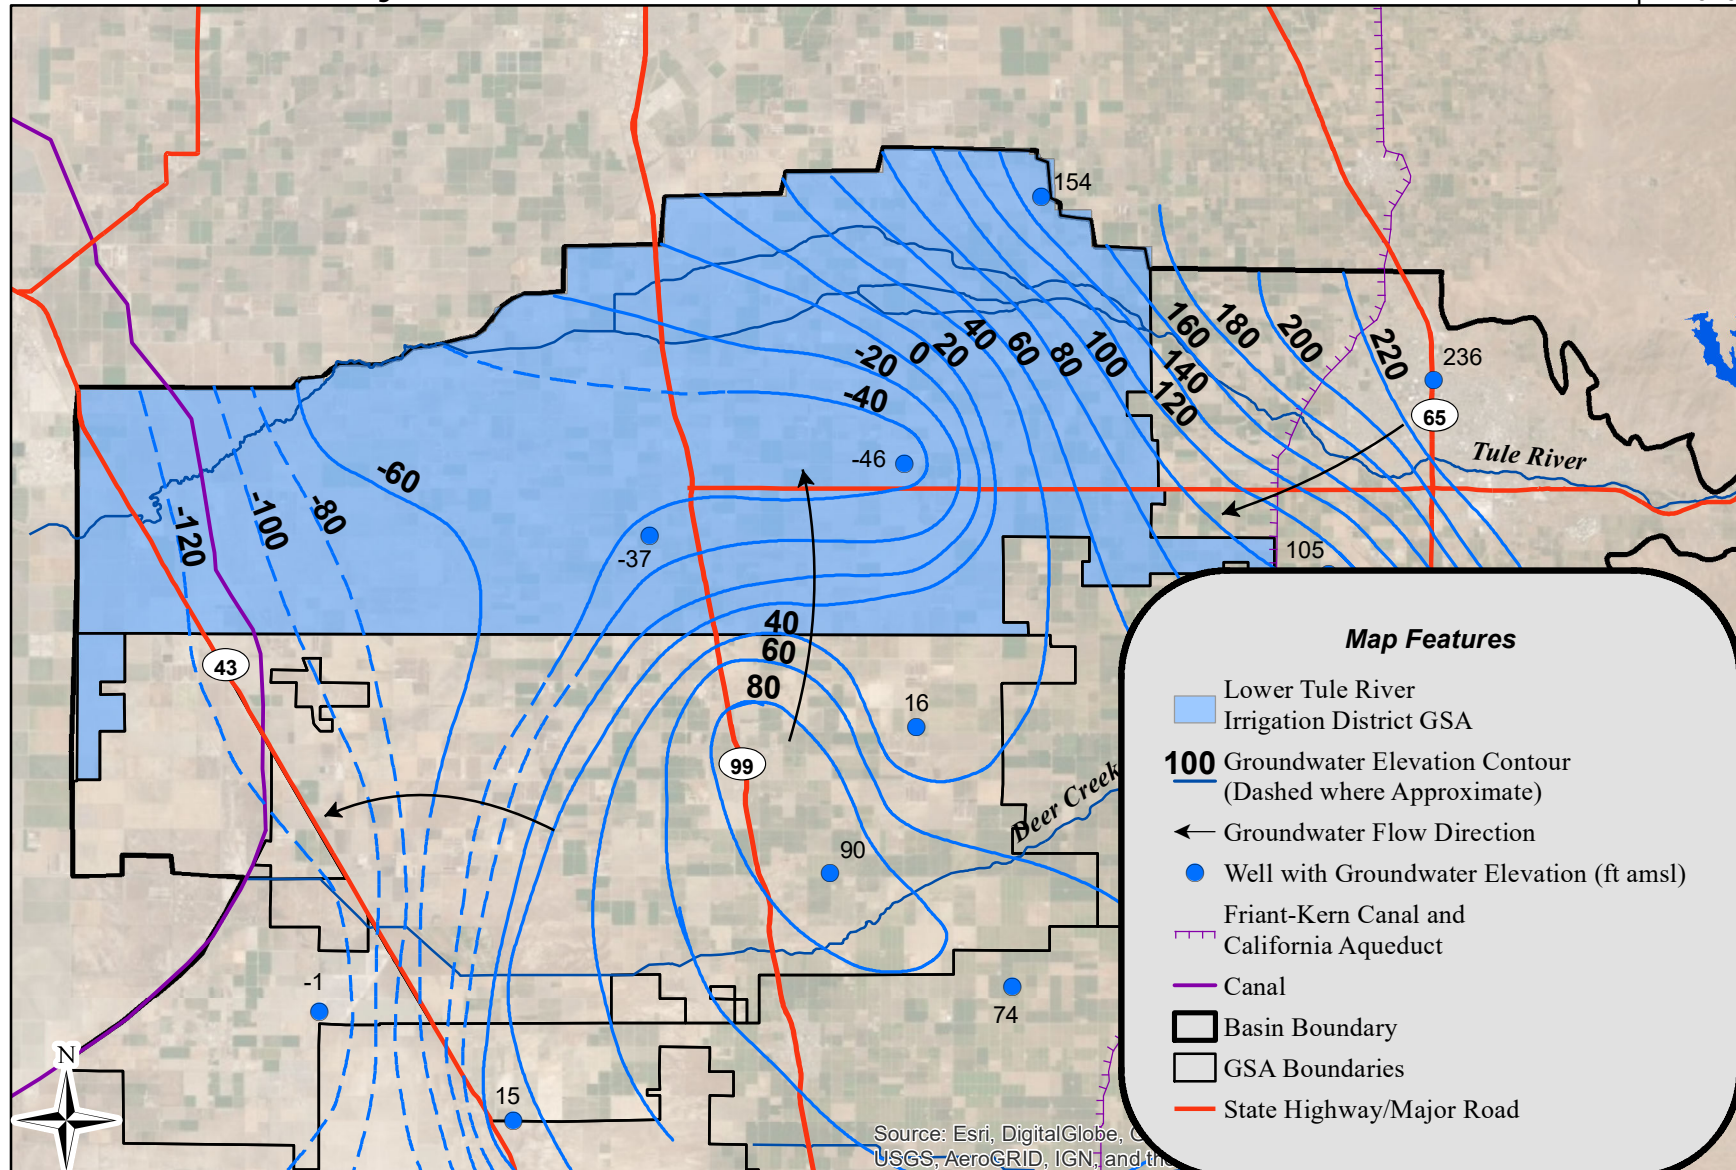 154
236
65
Tule River
160
180
200
220
140
120
100
80
60
40
20
0
-20
-40
-46
-60
-80
-100
-120
-37
105
43
40
60
80
16
99
Deer Creek
90
-1
74
15
N
Map Features
Lower Tule River
Irrigation District GSA
100 Groundwater Elevation Contour
(Dashed where Approximate)
Groundwater Flow Direction
Well with Groundwater Elevation (ft amsl)
Friant-Kern Canal and
California Aqueduct
Canal
Basin Boundary
GSA Boundaries
State Highway/Major Road
Source: Esri, DigitalGlobe,
USGS, AeroGRID, IGN, and